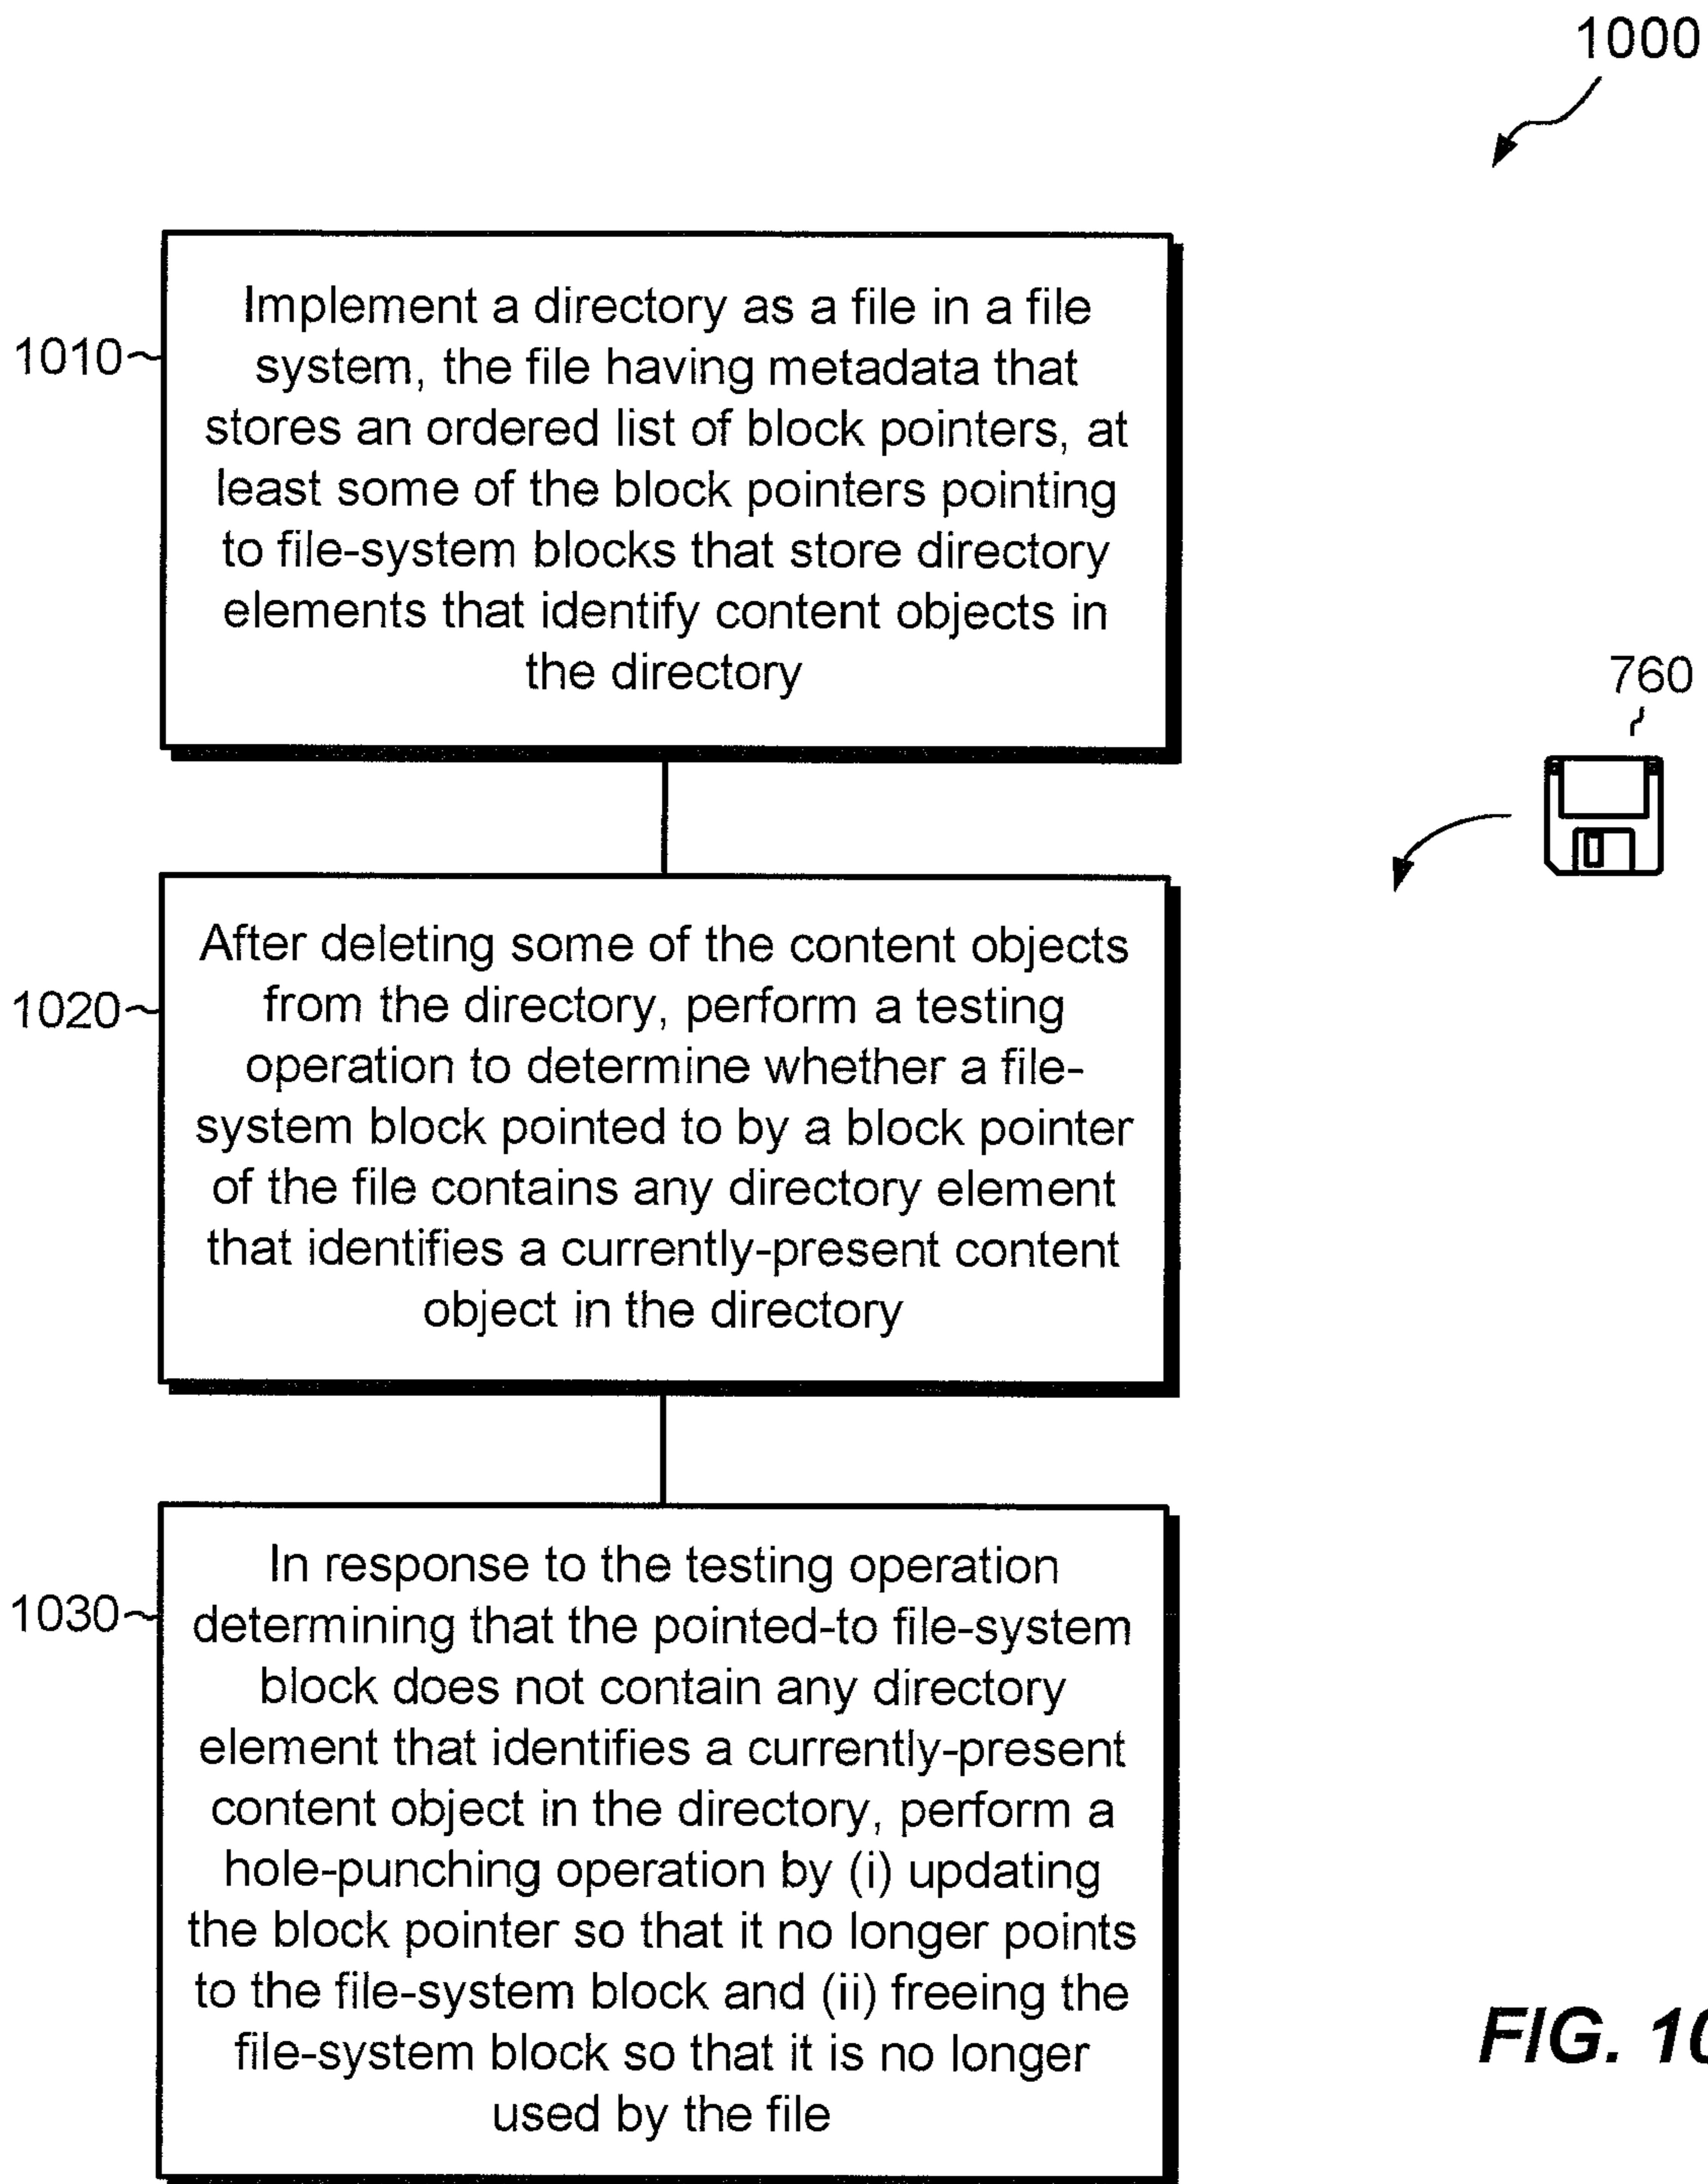 1000
1010
Implement a directory as a file in a file
system, the file having metadata that
stores an ordered list of block pointers, at
least some of the block pointers pointing
to file-system blocks that store directory
elements that identify content objects in
the directory
760
1020
After deleting some of the content objects
from the directory, perform a testing
operation to determine whether a file-
system block pointed to by a block pointer
of the file contains any directory element
that identifies a currently-present content
object in the directory
1030
In response to the testing operation
determining that the pointed-to file-system
block does not contain any directory
element that identifies a currently-present
content object in the directory, perform a
hole-punching operation by (i) updating
the block pointer so that it no longer points
to the file-system block and (ii) freeing the
file-system block so that it is no longer
used by the file
FIG. 10